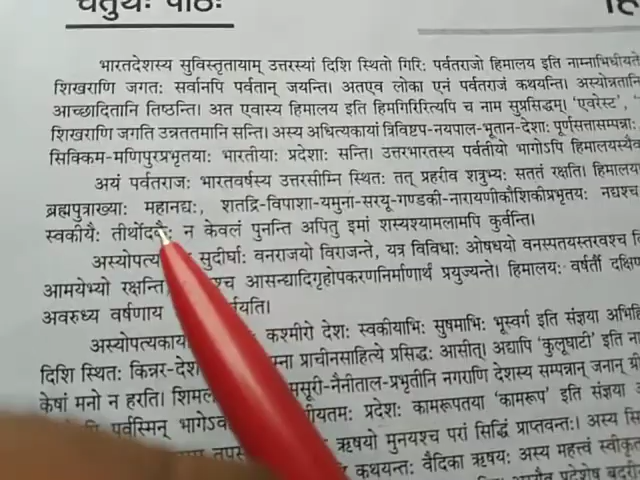 चतुर्थः पाठः
भारतदेशस्य सुविस्तृतायाम् उत्तरस्यां दिशि स्थितो गिरिः पर्वतराजो हिमालय इति नाम्नाभिधीयते
शिखराणि जगतः सर्वानपि पर्वतान् जयन्ति। अतएव लोका एनं पर्वतराजं कथयन्ति। अस्योन्नतानि
आच्छादितानि तिष्ठन्ति। अत एवास्य हिमालय इति हिमगिरिरित्यपि च नाम सुप्रसिद्धम्। 'एवरेस्ट',
शिखराणि जगति उन्नततमानि सन्ति। अस्य अधित्यकायां त्रिविष्टप-नयपाल-भूतान-देशाः पूर्णसत्तासम्पन्नाः
सिक्किम-मणिपुरप्रभृतयाः भारतीयाः प्रदेशाः सन्ति। उत्तरभारतस्य पर्वतीयो भागोऽपि हिमालयस्यैव
अयं पर्वतराजः भारतवर्षस्य उत्तरसीम्नि स्थितः तत् प्रहरीव शत्रुभ्यः सततं रक्षति। हिमालया
ब्रह्मपुत्राख्याः महानद्यः, शतद्रि-विपाशा-यमुना-सरयू-गण्डकी-नारायणीकौशिकीप्रभृतयः नद्यश्च
स्वकीयैः तीर्थोदकैः न केवलं पुनन्ति अपितु इमां शस्यश्यामलामपि कुर्वन्ति।
अस्योपत्य सुदीर्घाः वनराजयो विराजन्ते, यत्र विविधाः ओषधयो वनस्पतयस्तरवश्च
आमयेभ्यो रक्षन्ति आसन्द्यादिगृहोपकरणनिर्माणार्थं प्रयुज्यन्ते। हिमालयः वर्षर्तौ दक्षिण
अवरुध्य वर्षणाय
अस्योपत्यकाय कश्मीरो देशः स्वकीयाभिः सुषमाभिः भूस्वर्ग इति संज्ञया अभिहि
दिशि स्थितः किन्नर-देश प्राचीनसाहित्ये प्रसिद्धः आसीत्। अद्यापि 'कुलूघाटी' इति ना
केषां मनो न हरति। शिमल मसूरी-नैनीताल-प्रभृतीनि नगराणि देशस्य सम्पन्नान् जनान्
पूर्वस्मिन् भागेऽव प्रदेशः कामरूपतया 'कामरूप' इति संज्ञया
ऋषयो मुनयश्च परां सिद्धिं प्राप्तवन्तः। अस्य
कथयन्तः वैदिका ऋषयः अस्य महत्त्वं स्वीकृत